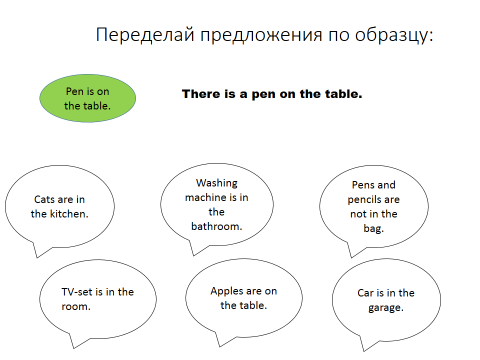 Переделай предложения по образцу:
Pen is on
the table.
There is a pen on the table.
Cats are in
the kitchen.
Washing
machine is in
the
bathroom.
Pens and
pencils are
not in the
bag.
TV-set is in the
room.
Apples are on
the table.
Car is in the
garage.